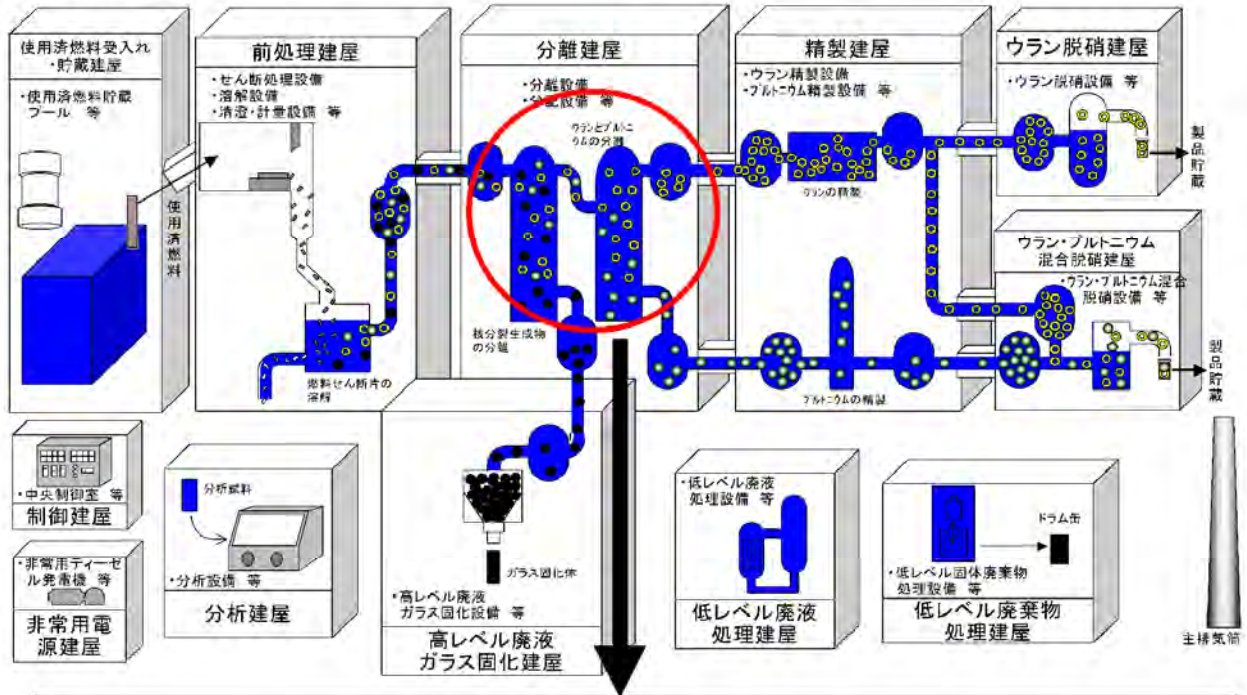 使用済燃料受入れ
・貯蔵建屋
・使用済燃料貯蔵
プール 等
使用済燃料
前処理建屋
・せん断処理設備
・溶解設備
・清澄・計量設備 等
燃料せん断片の
溶解
分離建屋
・分離設備
・分配設備 等
ウランとプルトニ
ウムの分離
核分裂生成物
の分離
精製建屋
・ウラン精製設備
・プルトニウム精製設備 等
ウランの精製
プルトニウムの精製
ウラン脱硝建屋
・ウラン脱硝設備 等
製品貯蔵
ウラン・プルトニウム
混合脱硝建屋
・ウラン・プルトニウム混合
脱硝設備 等
製品貯蔵
・中央制御室 等
制御建屋
・非常用ディーゼ
ル発電機 等
非常用電
源建屋
分析試料
・分析設備 等
分析建屋
ガラス固化体
・高レベル廃液
ガラス固化設備 等
高レベル廃液
ガラス固化建屋
・低レベル廃液
処理設備 等
低レベル廃液
処理建屋
ドラム缶
・低レベル固体廃棄物
処理設備 等
低レベル廃棄物
処理建屋
主排気筒